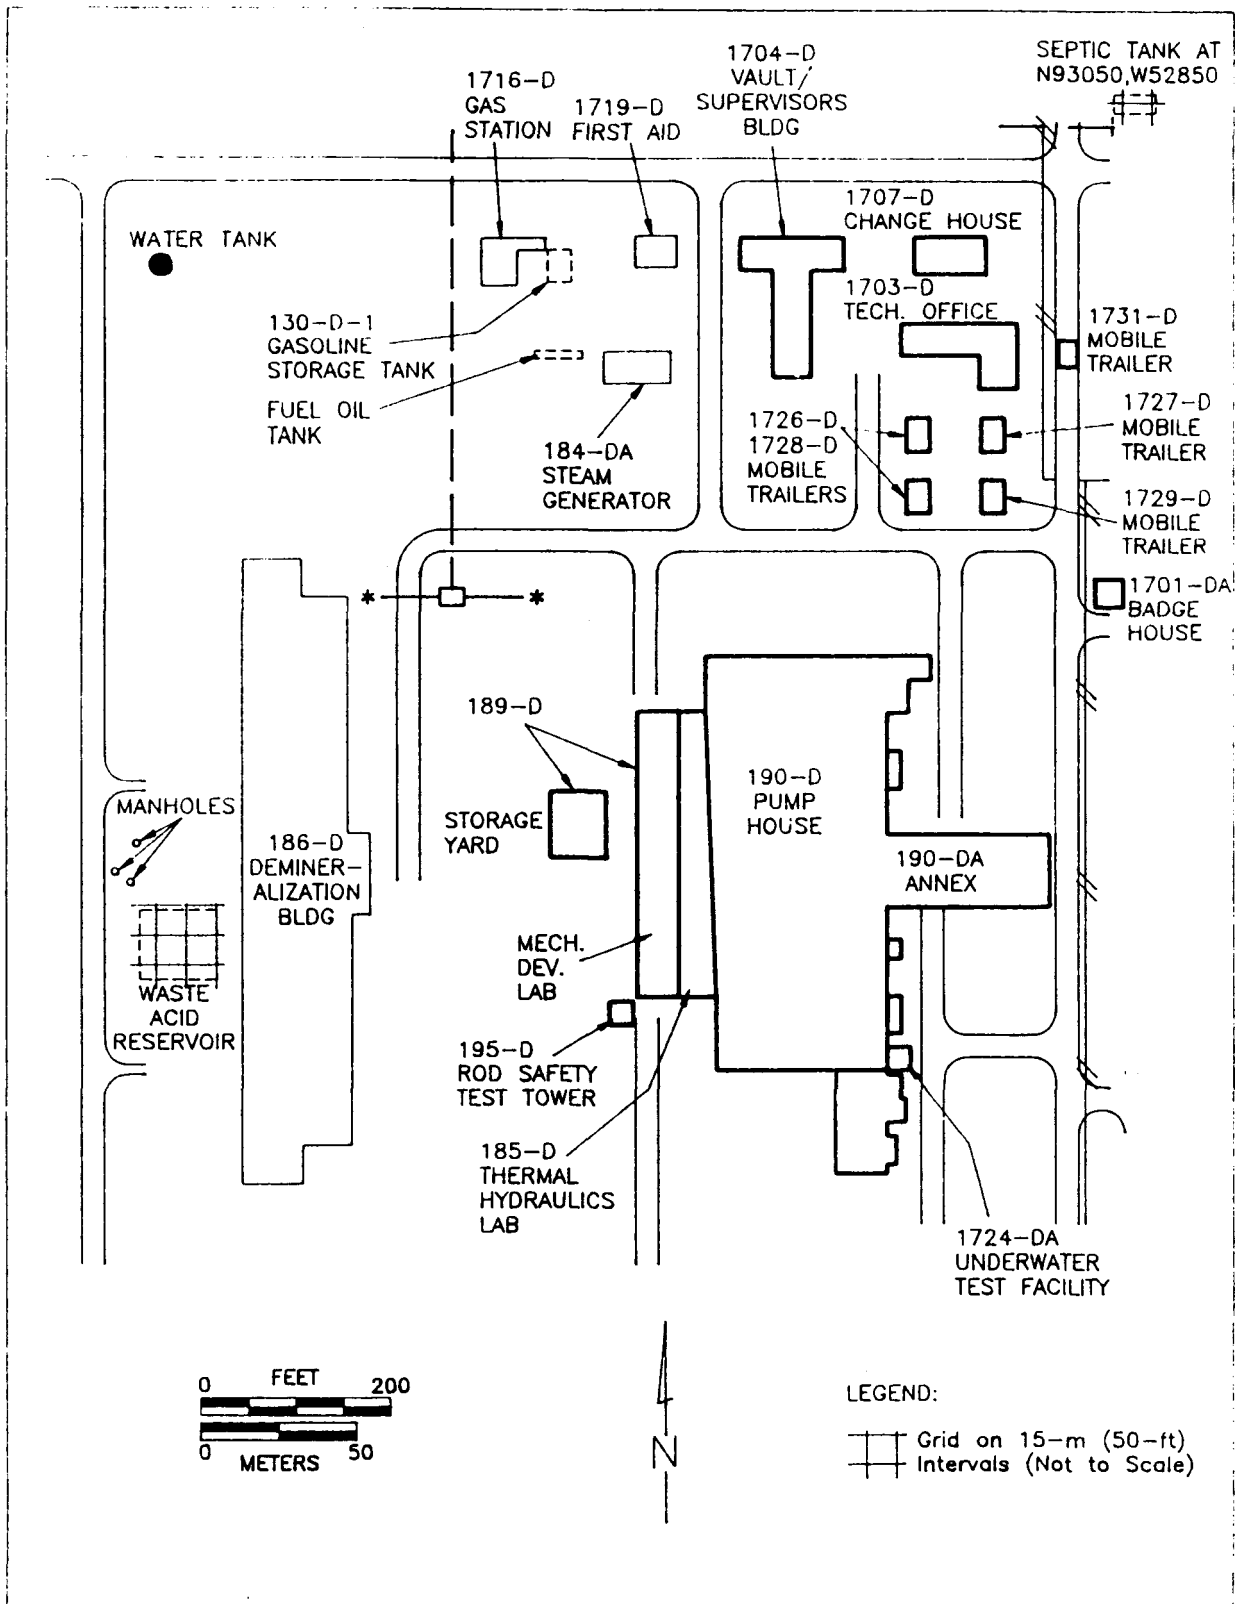 SEPTIC TANK AT
N93050,W52850
1704-D
VAULT/
SUPERVISORS
BLDG
1716-D
GAS
STATION
1719-D
FIRST AID
1707-D
CHANGE HOUSE
WATER TANK
1703-D
TECH. OFFICE
130-D-1
GASOLINE
STORAGE TANK
1731-D
MOBILE
TRAILER
FUEL OIL
TANK
1726-D
1728-D
MOBILE
TRAILERS
1727-D
MOBILE
TRAILER
184-DA
STEAM
GENERATOR
1729-D
MOBILE
TRAILER
* *
1701-DA
BADGE
HOUSE
189-D
190-D
PUMP
HOUSE
MANHOLES
STORAGE
YARD
186-D
DEMINER-
ALIZATION
BLDG
190-DA
ANNEX
MECH.
DEV.
LAB
WASTE
ACID
RESERVOIR
195-D
ROD SAFETY
TEST TOWER
185-D
THERMAL
HYDRAULICS
LAB
1724-DA
UNDERWATER
TEST FACILITY
0 FEET 200
0 50
METERS
N
LEGEND:
Grid on 15-m (50-ft)
Intervals (Not to Scale)